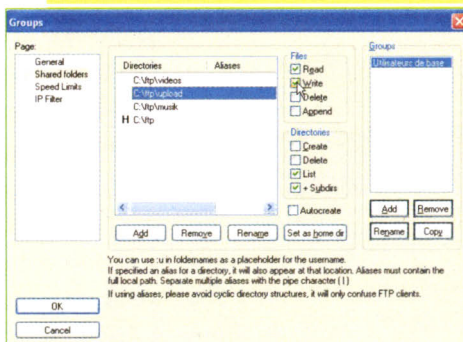 Groups
Page:
General
Shared folders
Speed Limits
IP Filter
Directories Aliases
C:\ftp\videos
C:\ftp\upload
C:\ftp\musik
H C:\ftp
Add Remove Rename Set as home dir
Files
Read
Write
Delete
Append
Directories
Create
Delete
List
+ Subdirs
Autocreate
Groups
Utilisateurs de base
Add Remove
Rename Copy
You can use :u in foldernames as a placeholder for the username.
If specified an alias for a directory, it will also appear at that location. Aliases must contain the
full local path. Separate multiple aliases with the pipe character ( | )
If using aliases, please avoid cyclic directory structures, it will only confuse FTP clients.
OK
Cancel